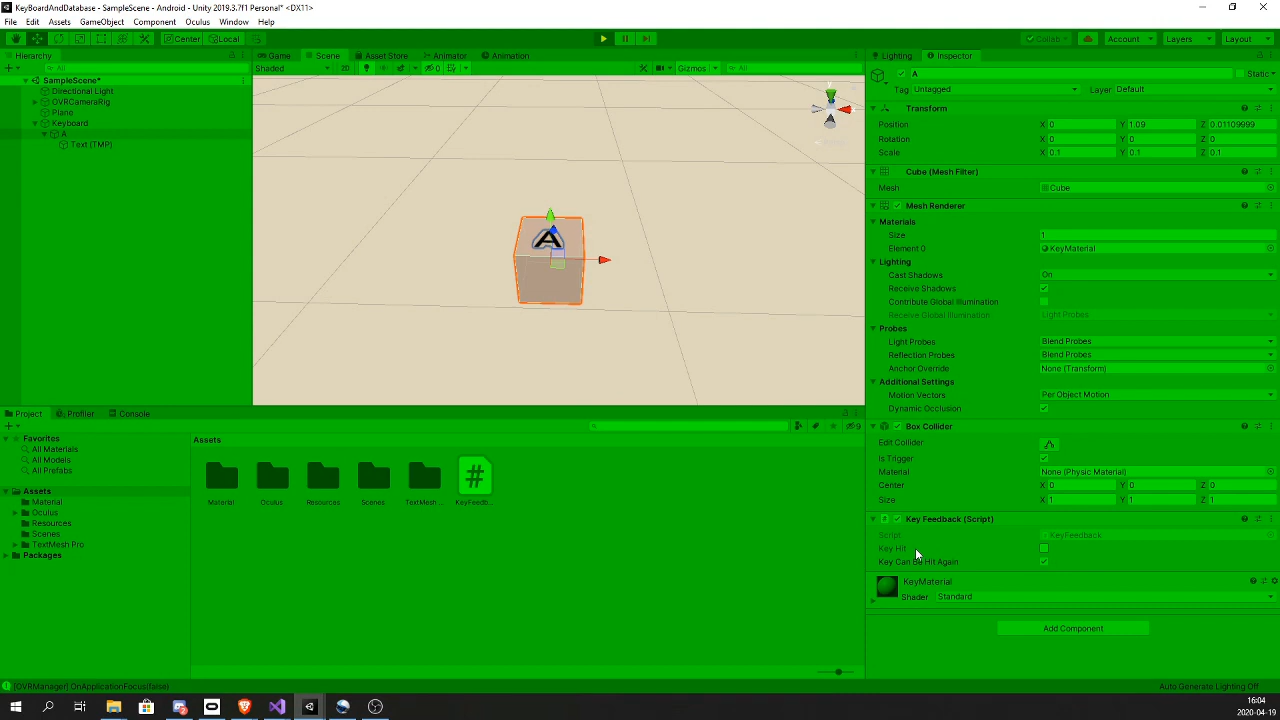 KeyBoardAndDatabase - SampleScene - Android - Unity 2019.3.7f1 Personal* <DX11>
File Edit Assets GameObject Component Oculus Window Help
Center Local Collab Account Layers Layout
Hierarchy
All
SampleScene*
Directional Light
OVRCameraRig
Plane
Keyboard
A
Text (TMP)
Game Scene Asset Store Animator Animation
Shaded 2D 0 Gizmos All
A
Lighting Inspector
A Static
Tag Untagged Layer Default
Transform
Position X 0 Y 1.09 Z 0.01109999
Rotation X 0 Y 0 Z 0
Scale X 0.1 Y 0.1 Z 0.1
Cube (Mesh Filter)
Mesh Cube
Mesh Renderer
Materials
Size 1
Element 0 KeyMaterial
Lighting
Cast Shadows On
Receive Shadows
Contribute Global Illumination
Receive Global Illumination Light Probes
Probes
Light Probes Blend Probes
Reflection Probes Blend Probes
Anchor Override None (Transform)
Additional Settings
Motion Vectors Per Object Motion
Dynamic Occlusion
Box Collider
Edit Collider
Is Trigger
Material None (Physic Material)
Center X 0 Y 0 Z 0
Size X 1 Y 1 Z 1
Key Feedback (Script)
Script KeyFeedback
Key Hit
Key Can Be Hit Again
KeyMaterial
Shader Standard
Add Component
Project Profiler Console
9
Favorites
All Materials
All Models
All Prefabs
Assets
Material
Oculus
Resources
Scenes
TextMesh Pro
Packages
Assets
Material Oculus Resources Scenes TextMesh ... KeyFeedb...
[OVRManager] OnApplicationFocus(false)
Auto Generate Lighting Off
16:04
2020-04-19